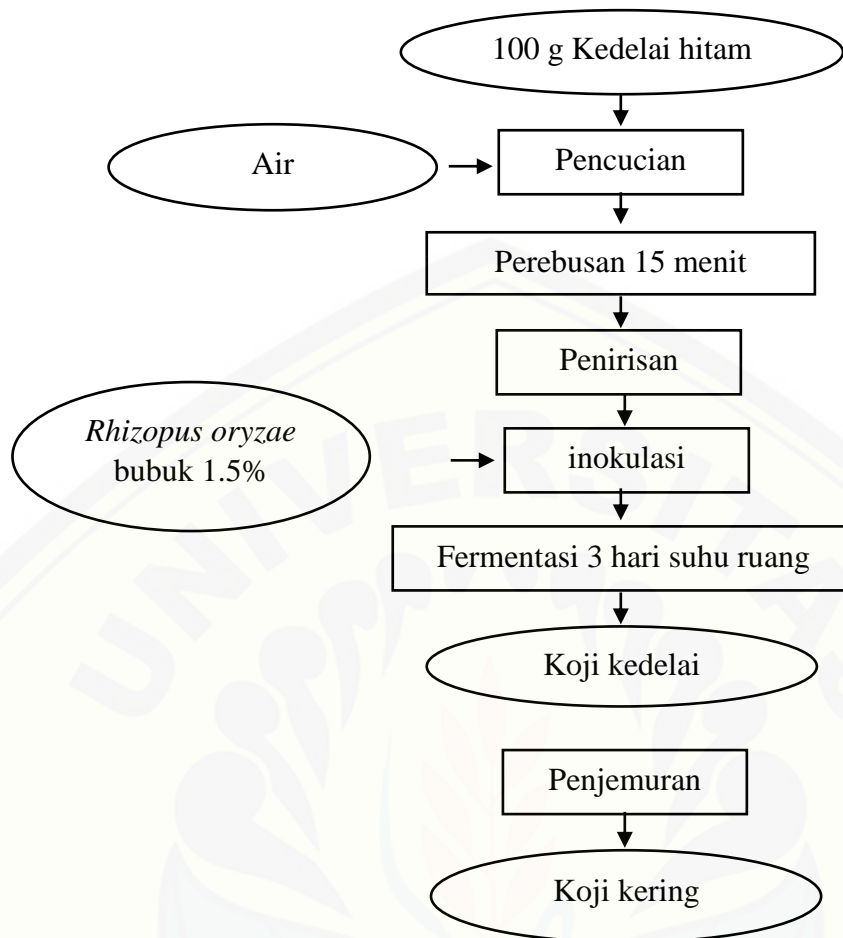 100 g Kedelai hitam
Air
Pencucian
Perebusan 15 menit
Penirisan
Rhizopus oryzae
bubuk 1.5%
inokulasi
Fermentasi 3 hari suhu ruang
Koji kedelai
Penjemuran
Koji kering
UNIVERSITAS